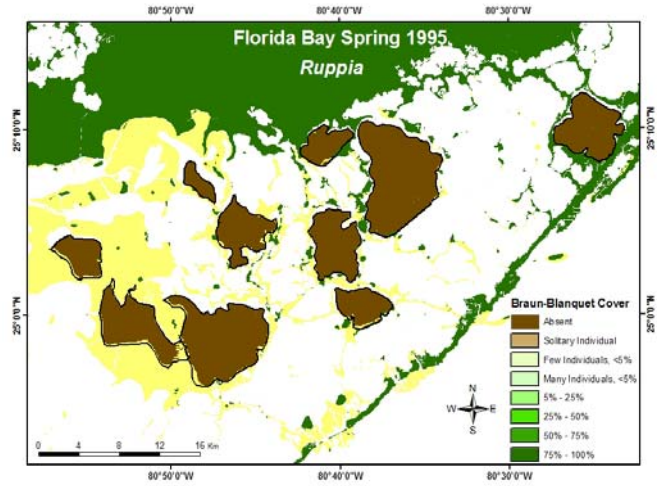 80°50'0"W 80°40'0"W 80°30'0"W
Florida Bay Spring 1995
Ruppia
25°10'0"N 25°10'0"N
25°0'0"N 25°0'0"N
Braun-Blanquet Cover
Absent
Solitary Individual
Few Individuals, <5%
Many Individuals, <5%
5% - 25%
25% - 50%
50% - 75%
75% - 100%
N
W E
S
0 4 8 12 16 Km
80°50'0"W 80°40'0"W 80°30'0"W